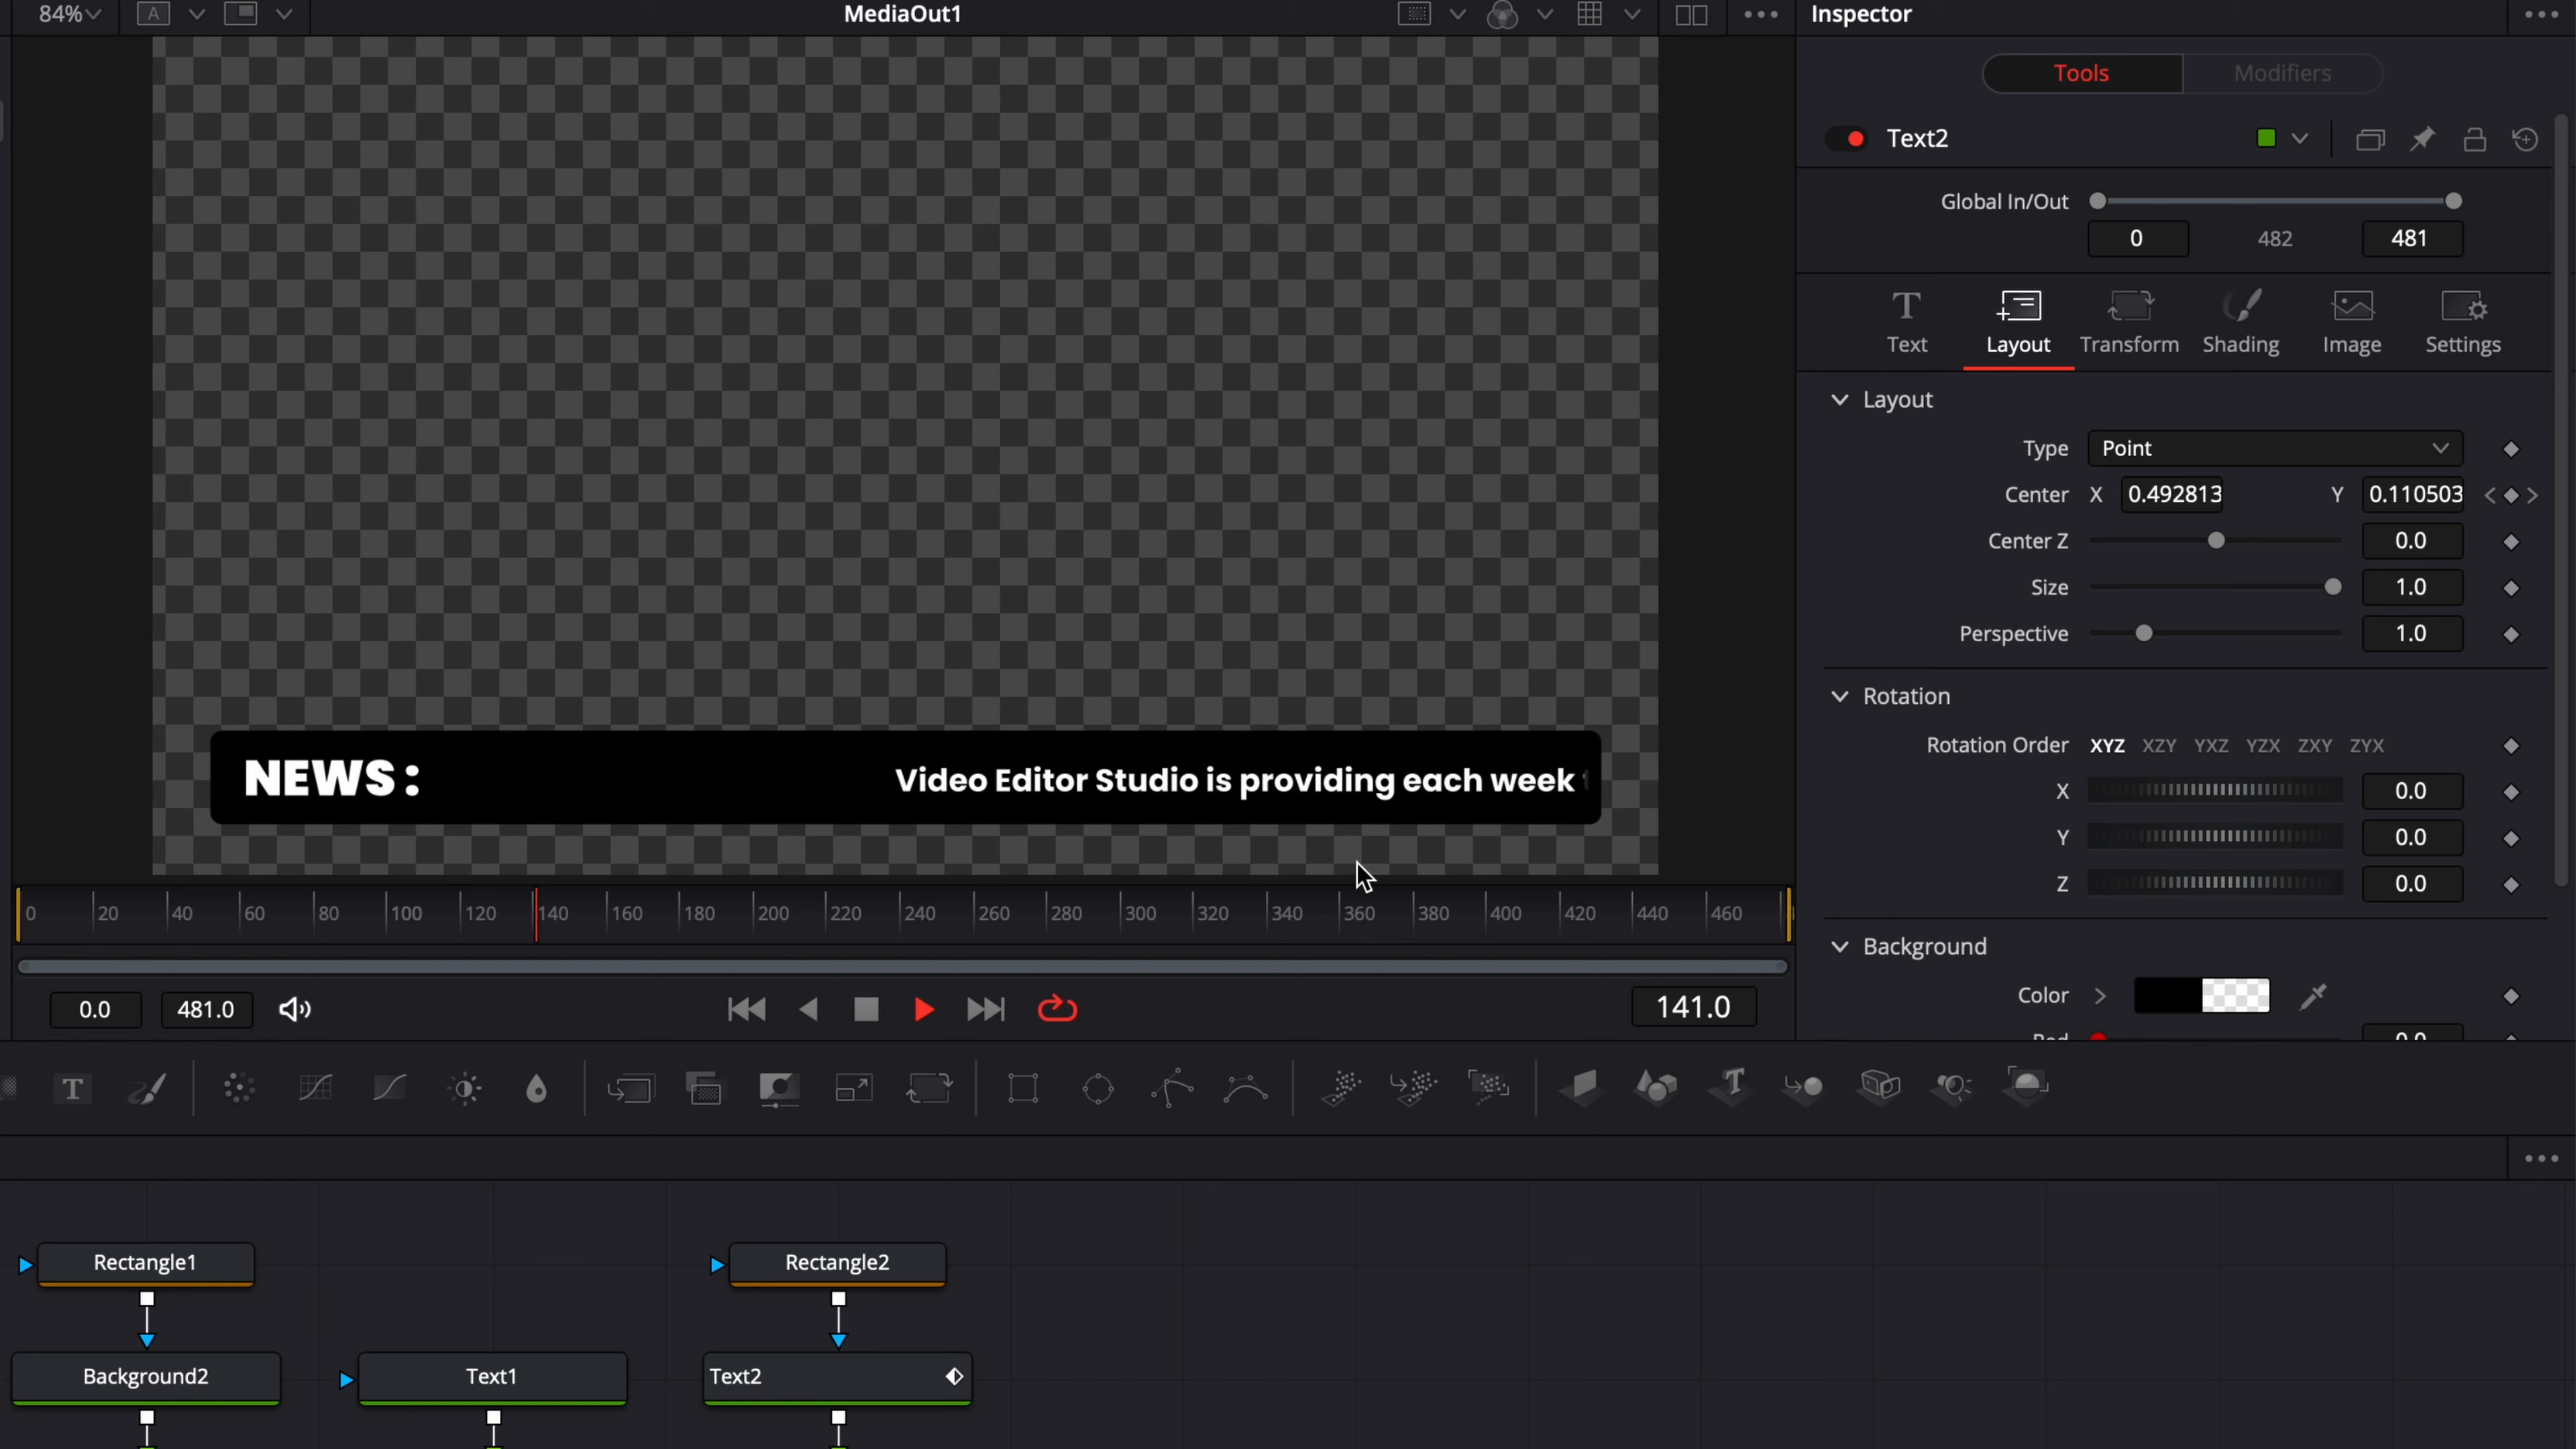 84%
A
MediaOut1
Inspector
Tools
Modifiers
Text2
Global In/Out
0
482
481
Text
Layout
Transform
Shading
Image
Settings
Layout
Type
Point
Center X 0.492813 Y 0.110503
Center Z
0.0
Size
1.0
Perspective
1.0
Rotation
Rotation Order XYZ XZY YXZ YZX ZXY ZYX
X
0.0
Y
0.0
Z
0.0
Background
Color
NEWS :
Video Editor Studio is providing each week
0 20 40 60 80 100 120 140 160 180 200 220 240 260 280 300 320 340 360 380 400 420 440 460
0.0
481.0
141.0
T
Rectangle1
Rectangle2
Background2
Text1
Text2